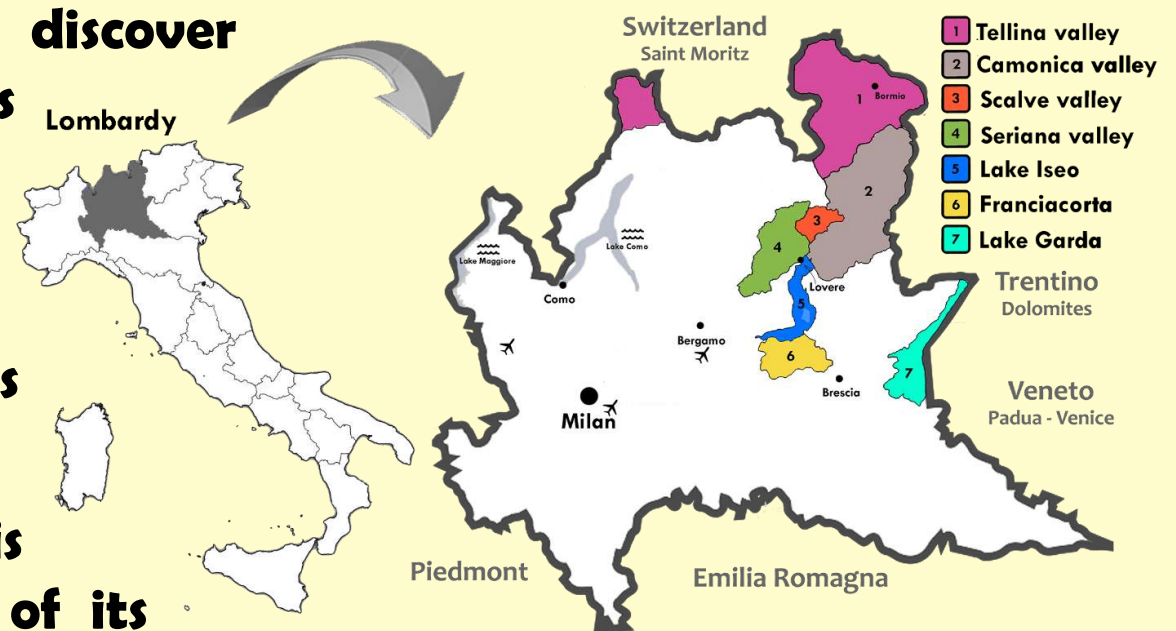 discover
s
Lombardy
s
is
of its
Switzerland
Saint Moritz
1 Tellina valley
2 Camonica valley
3 Scalve valley
4 Seriana valley
5 Lake Iseo
6 Franciacorta
7 Lake Garda
1
Bormio
2
3
4
Lake Maggiore
Lake Como
Como
Lovere
5
Bergamo
6
Brescia
7
Milan
Trentino
Dolomites
Veneto
Padua - Venice
Piedmont
Emilia Romagna